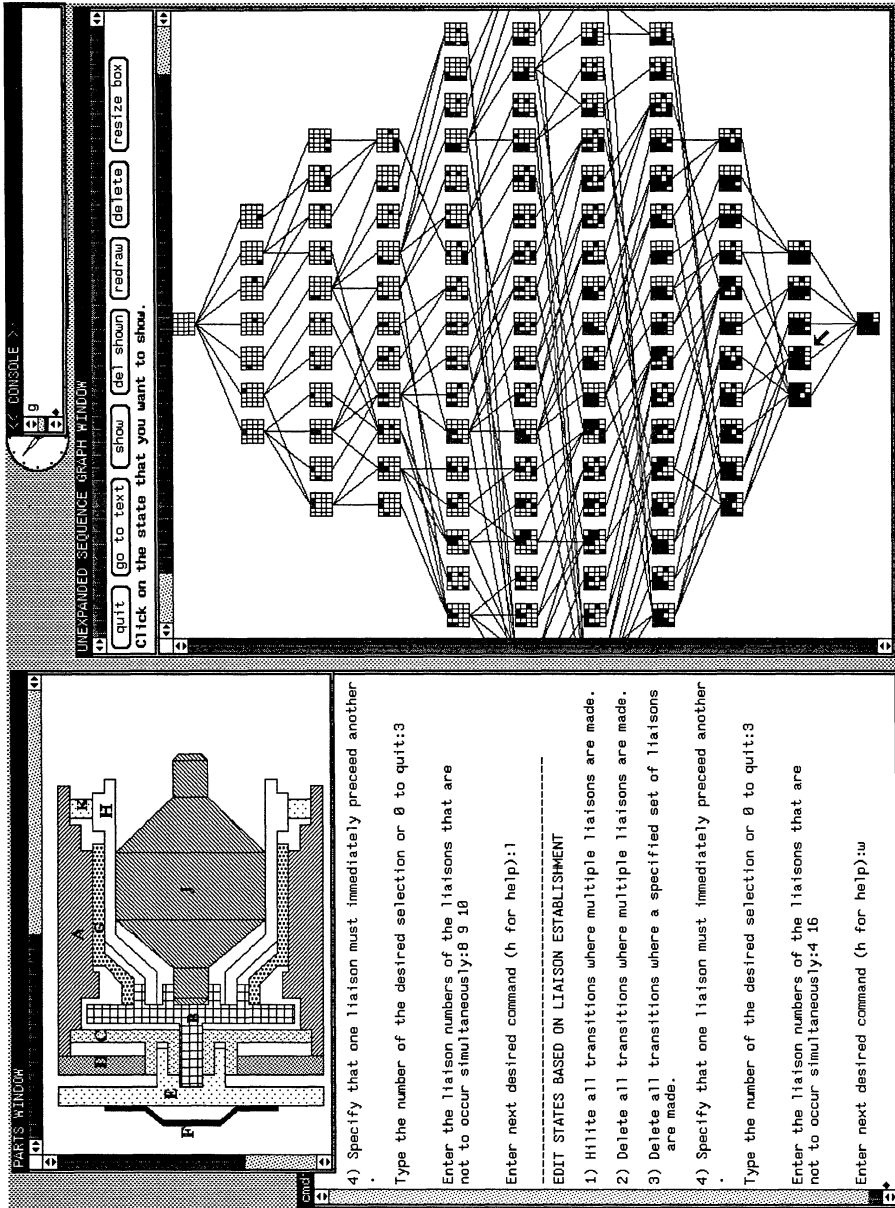 << CONSOLE >>
g
UNEXPANDED SEQUENCE GRAPH WINDOW
quit go to text show del shown redraw delete resize box
Click on the state that you want to show.
PARTS WINDOW
A
K
G
H
C
B
J
E
F
cmd
4) Specify that one liaison must immediately preceed another
.
Type the number of the desired selection or 0 to quit:3
Enter the liaison numbers of the liaisons that are
not to occur simultaneously:8 9 10
Enter next desired command (h for help):l
EDIT STATES BASED ON LIAISON ESTABLISHMENT
1) Hilite all transitions where multiple liaisons are made.
2) Delete all transitions where multiple liaisons are made.
3) Delete all transitions where a specified set of liaisons
are made.
4) Specify that one liaison must immediately preceed another
.
Type the number of the desired selection or 0 to quit:3
Enter the liaison numbers of the liaisons that are
not to occur simultaneously:4 16
Enter next desired command (h for help):w